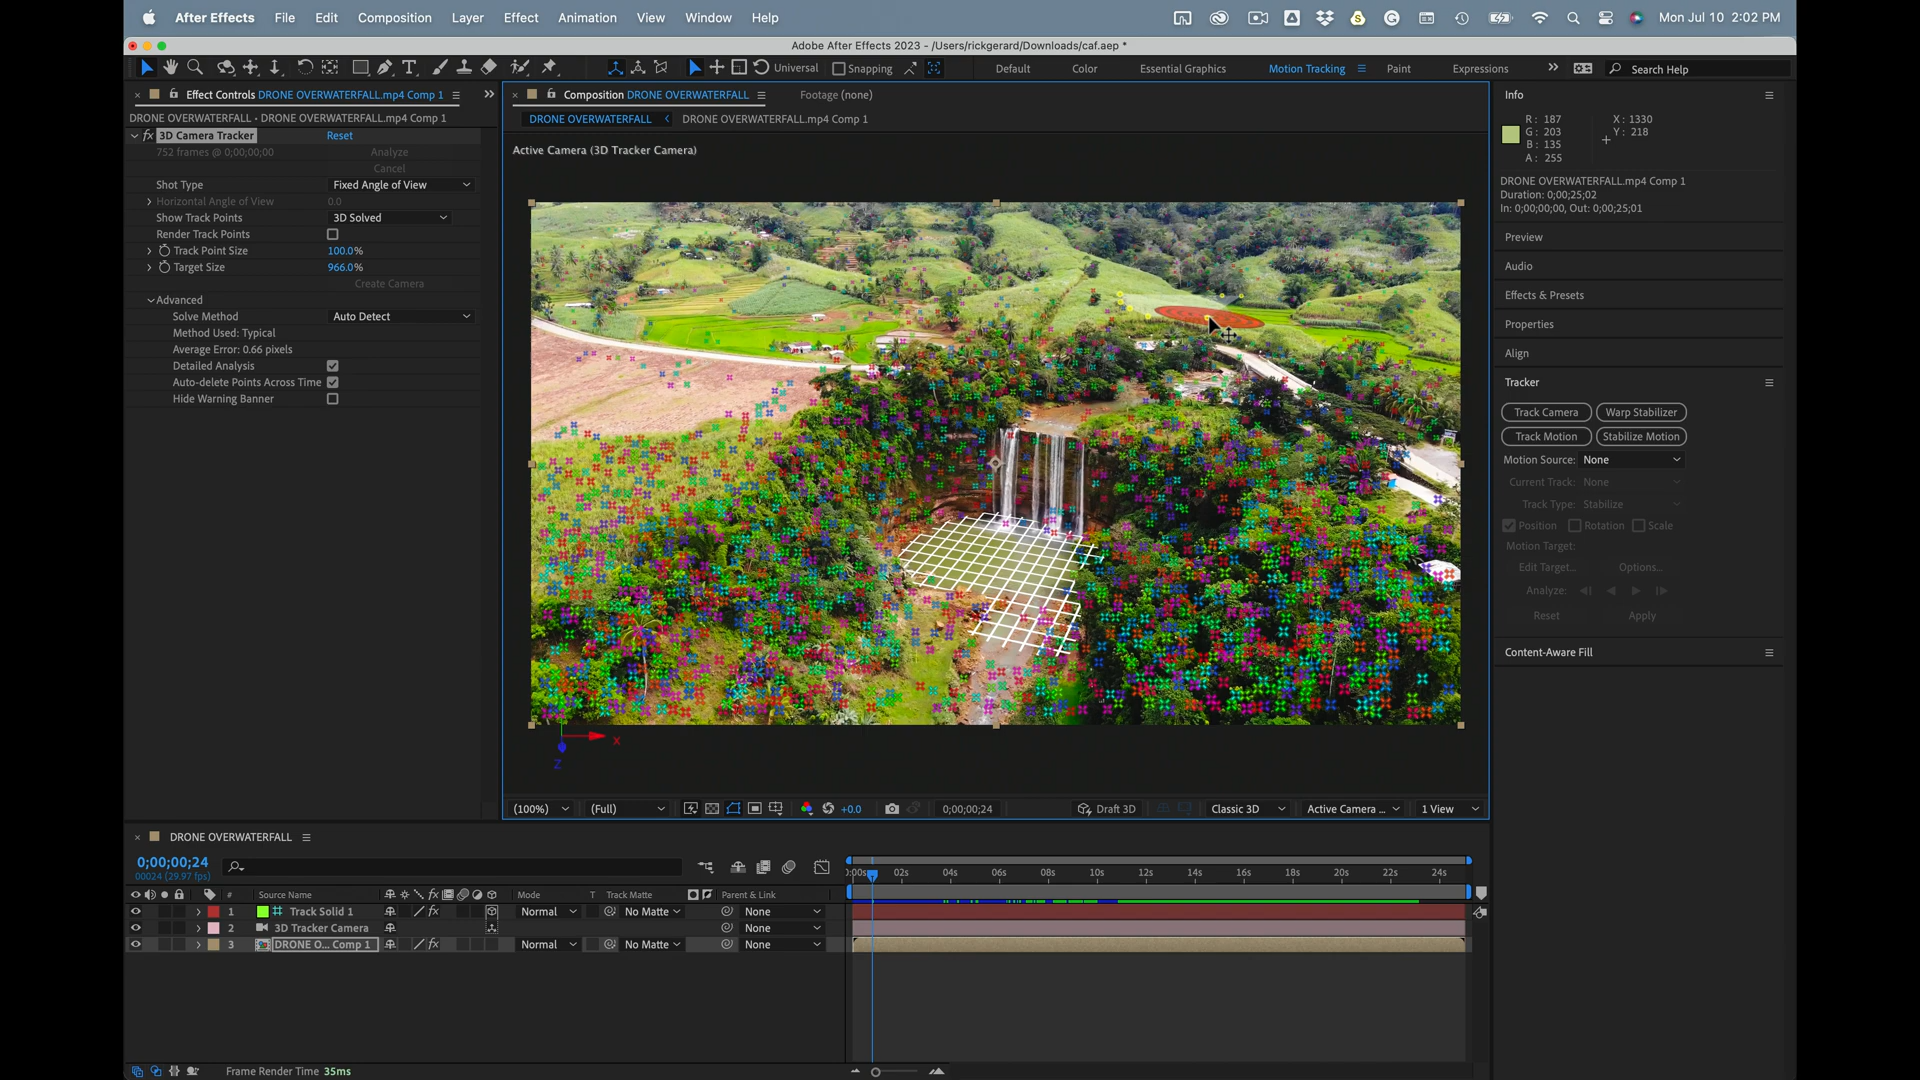 After Effects File Edit Composition Layer Effect Animation View Window Help Mon Jul 10 2:02 PM
Adobe After Effects 2023 - /Users/rickgerard/Downloads/caf.aep *
Universal Snapping Default Color Essential Graphics Motion Tracking Paint Expressions Search Help
Effect Controls DRONE OVERWATERFALL.mp4 Comp 1
DRONE OVERWATERFALL • DRONE OVERWATERFALL.mp4 Comp 1
fx 3D Camera Tracker Reset
752 frames @ 0;00;00;00 Analyze
Cancel
Shot Type Fixed Angle of View
Horizontal Angle of View 0.0
Show Track Points 3D Solved
Render Track Points
Track Point Size 100.0%
Target Size 966.0%
Create Camera
Advanced
Solve Method Auto Detect
Method Used: Typical
Average Error: 0.66 pixels
Detailed Analysis
Auto-delete Points Across Time
Hide Warning Banner
Composition DRONE OVERWATERFALL Footage (none)
DRONE OVERWATERFALL DRONE OVERWATERFALL.mp4 Comp 1
Active Camera (3D Tracker Camera)
X
Z
(100%) (Full) +0.0 0;00;00;24 Draft 3D Classic 3D Active Camera ... 1 View
Info
R: 187 X: 1330
G: 203 Y: 218
B: 135
A: 255
DRONE OVERWATERFALL.mp4 Comp 1
Duration: 0;00;25;02
In: 0;00;00;00, Out: 0;00;25;01
Preview
Audio
Effects & Presets
Properties
Align
Tracker
Track Camera Warp Stabilizer
Track Motion Stabilize Motion
Motion Source: None
Current Track: None
Track Type: Stabilize
Position Rotation Scale
Motion Target:
Edit Target... Options...
Analyze:
Reset Apply
Content-Aware Fill
DRONE OVERWATERFALL
0;00;00;24
00024 (29.97 fps)
# Source Name fx Mode T Track Matte Parent & Link
1 Track Solid 1 fx Normal No Matte None
2 3D Tracker Camera None
3 DRONE O... Comp 1 fx Normal No Matte None
):00s 02s 04s 06s 08s 10s 12s 14s 16s 18s 20s 22s 24s
Frame Render Time 35ms